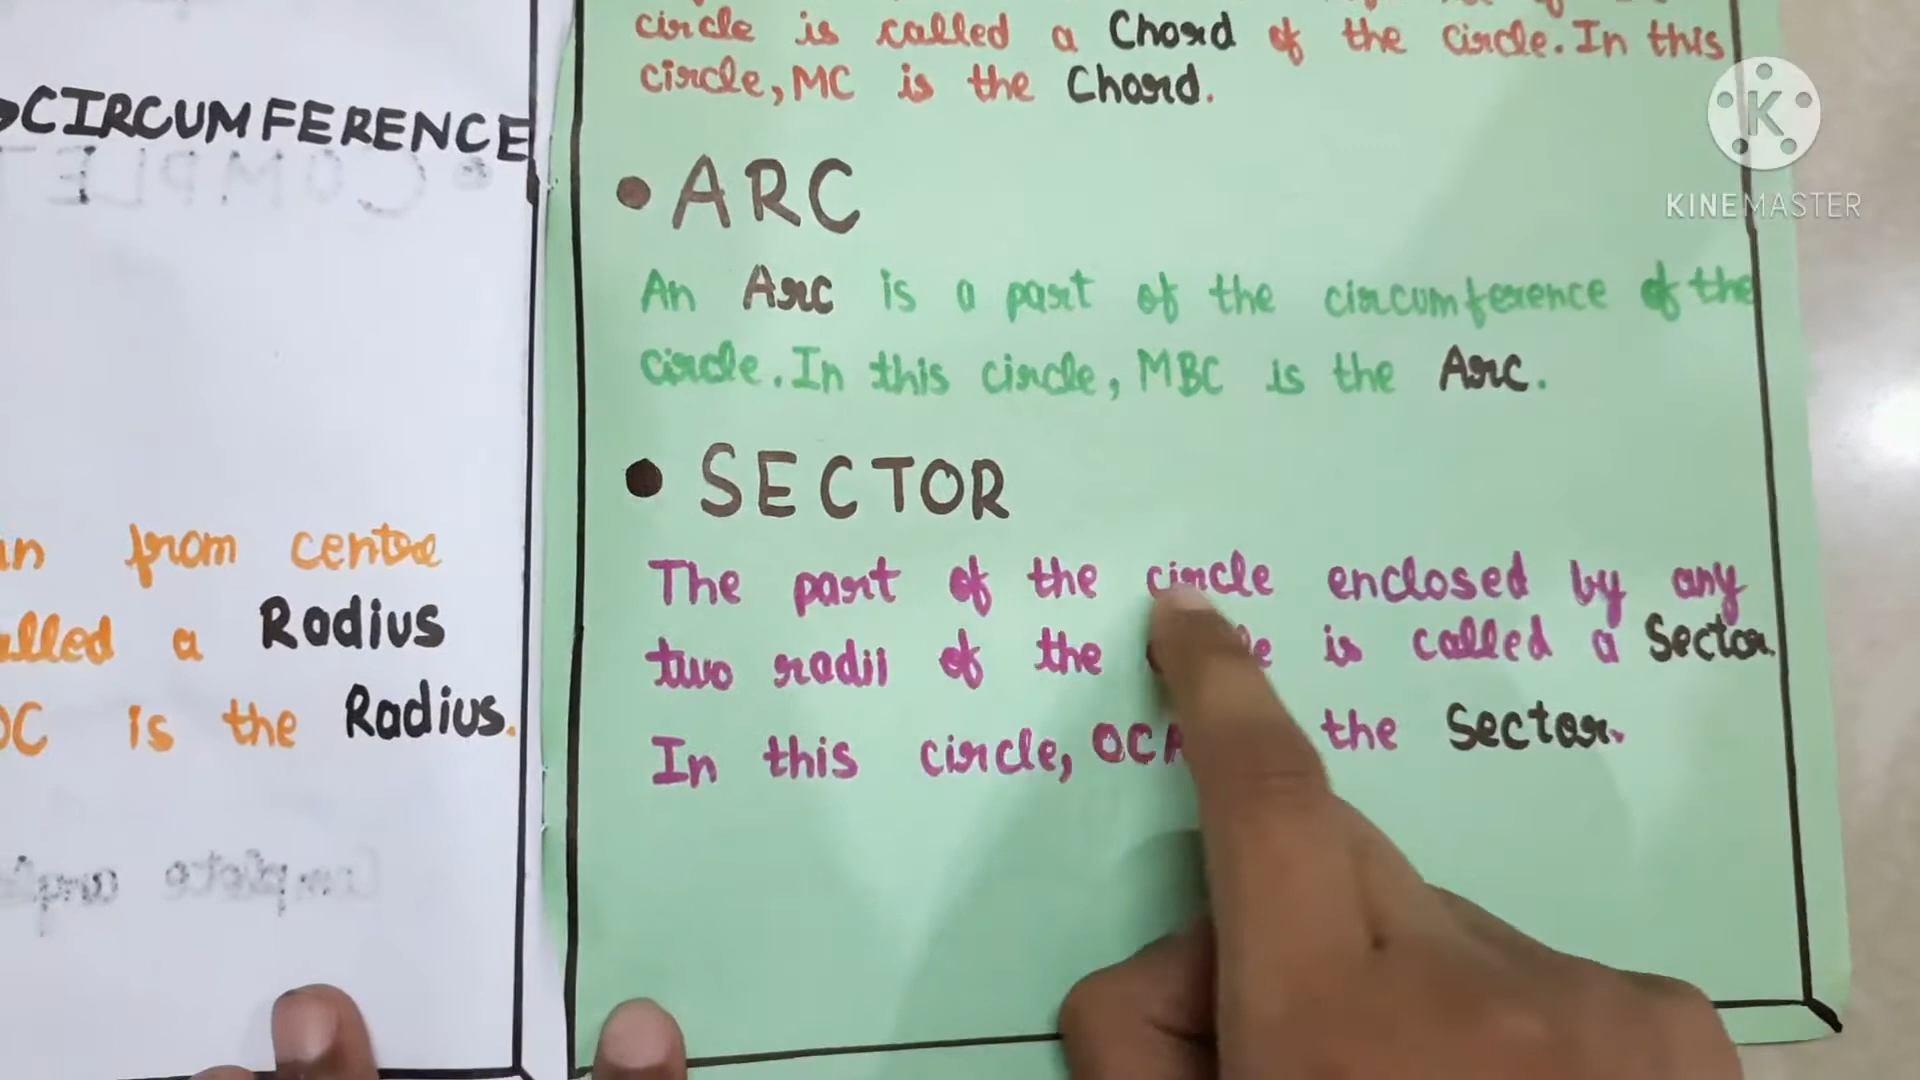 CIRCUMFERENCE
from centre
a Radius
is the Radius.
circle is called a Chord of the circle. In this
circle, MC is the Chord.
• ARC
An Arc is a part of the circumference of the
circle. In this circle, MBC is the Arc.
• SECTOR
The part of the circle enclosed by any
two radii of the is called a Sector.
In this circle, the Sector.
K
KINEMASTER